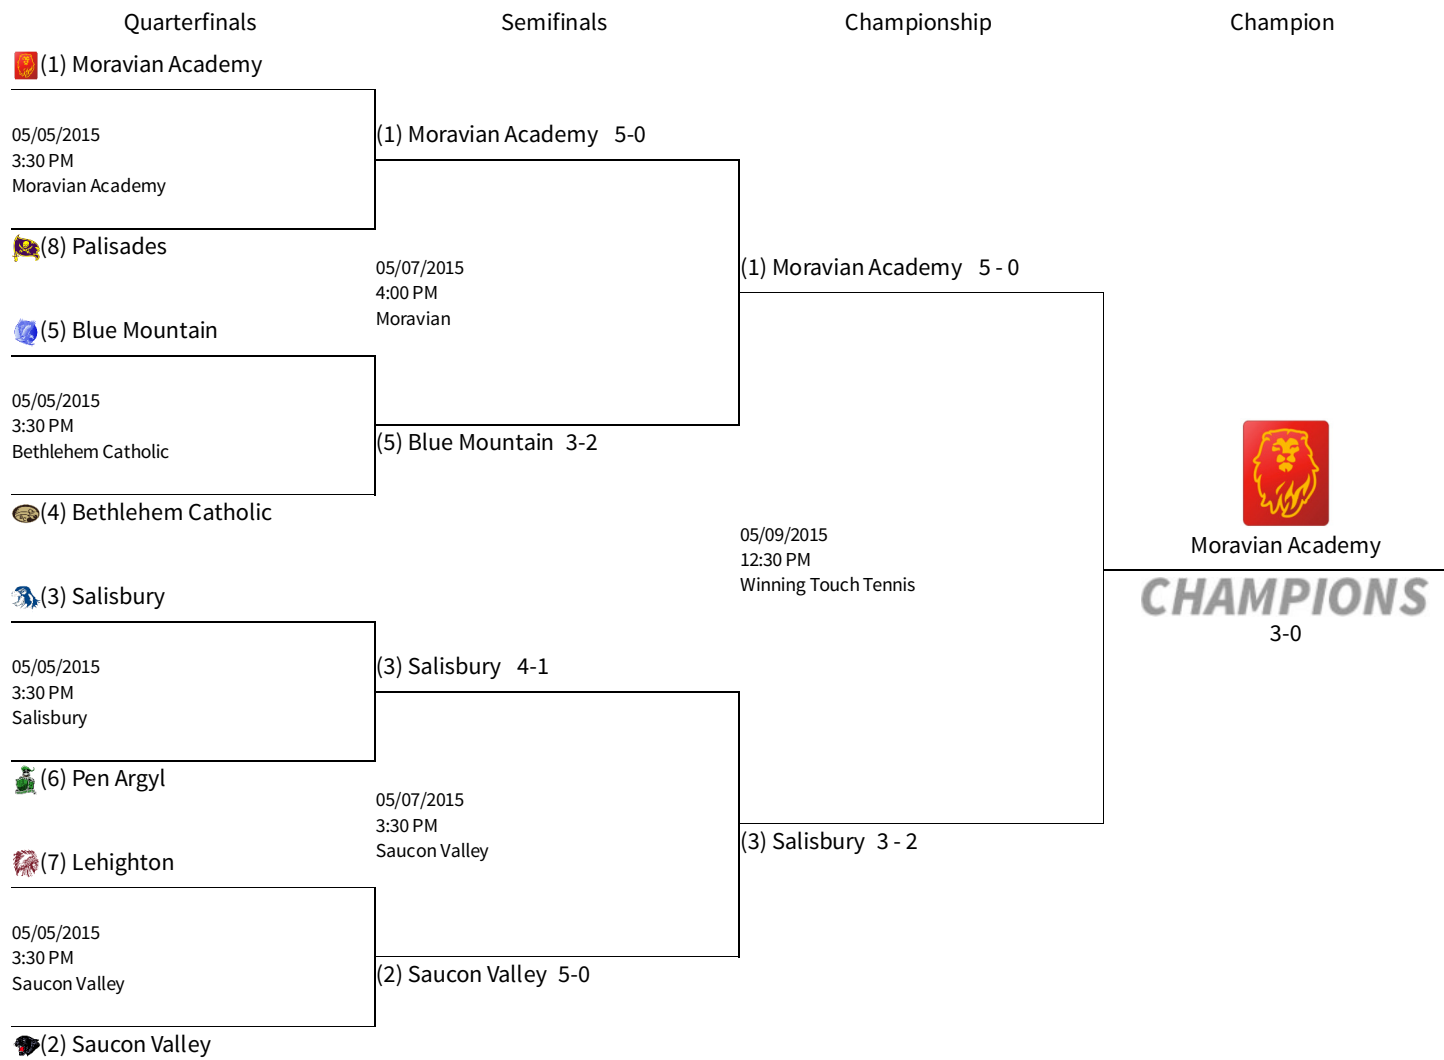 Quarterfinals
Semifinals
Championship
Champion
(1) Moravian Academy
05/05/2015
3:30 PM
Moravian Academy
(8) Palisades
(5) Blue Mountain
05/05/2015
3:30 PM
Bethlehem Catholic
(4) Bethlehem Catholic
(3) Salisbury
05/05/2015
3:30 PM
Salisbury
(6) Pen Argyl
(7) Lehighton
05/05/2015
3:30 PM
Saucon Valley
(2) Saucon Valley
(1) Moravian Academy 5-0
05/07/2015
4:00 PM
Moravian
(5) Blue Mountain 3-2
(3) Salisbury 4-1
05/07/2015
3:30 PM
Saucon Valley
(2) Saucon Valley 5-0
(1) Moravian Academy 5 - 0
05/09/2015
12:30 PM
Winning Touch Tennis
(3) Salisbury 3 - 2
Moravian Academy
CHAMPIONS
3-0